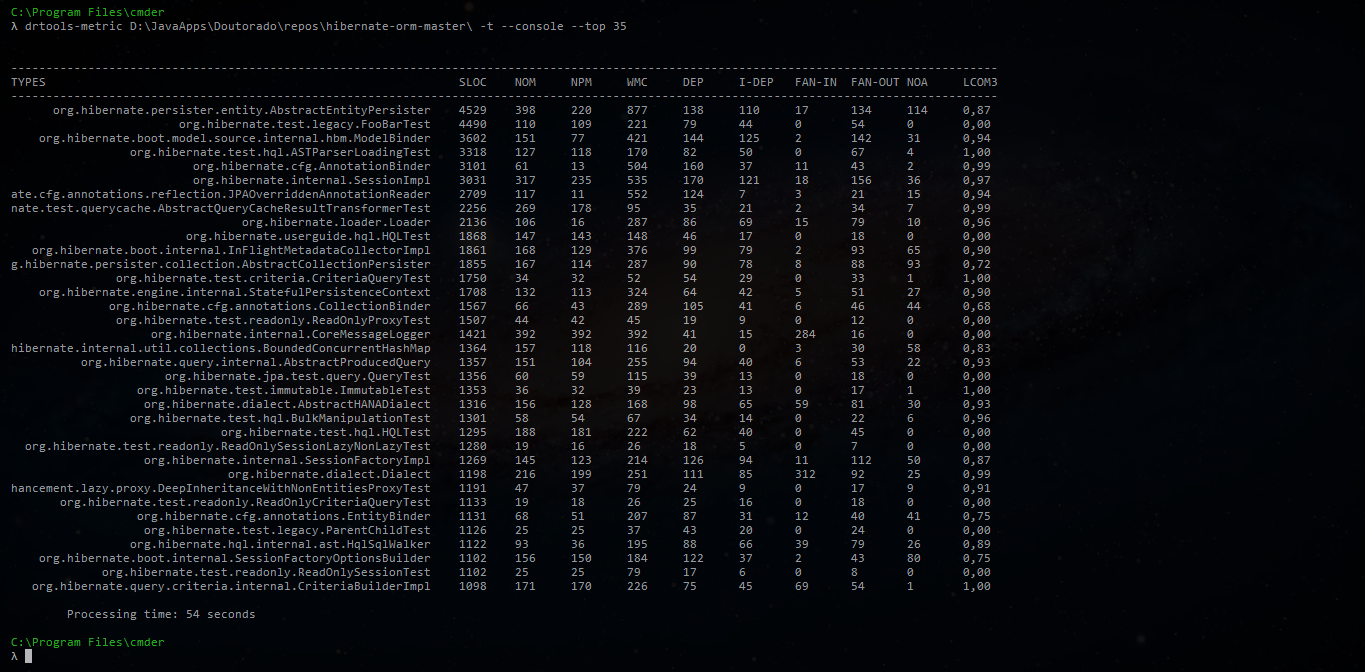 C:\Program Files\cmder
λ drtools-metric D:\JavaApps\Doutorado\repos\hibernate-orm-master\ -t --console --top 35
--------------------------------------------------------------------------------------------------------------------------------------------
TYPES SLOC NOM NPM WMC DEP I-DEP FAN-IN FAN-OUT NOA LCOM3
--------------------------------------------------------------------------------------------------------------------------------------------
org.hibernate.persister.entity.AbstractEntityPersister 4529 398 220 877 138 110 17 134 114 0,87
org.hibernate.test.legacy.FooBarTest 4490 110 109 221 79 44 0 54 0 0,00
org.hibernate.boot.model.source.internal.hbm.ModelBinder 3602 151 77 421 144 125 2 142 31 0,94
org.hibernate.test.hql.ASTParserLoadingTest 3318 127 118 170 82 50 0 67 4 1,00
org.hibernate.cfg.AnnotationBinder 3101 61 13 504 160 37 11 43 2 0,99
org.hibernate.internal.SessionImpl 3031 317 235 535 170 121 18 156 36 0,97
ate.cfg.annotations.reflection.JPAOverriddenAnnotationReader 2709 117 11 552 124 7 3 21 15 0,94
nate.test.querycache.AbstractQueryCacheResultTransformerTest 2256 269 178 95 35 21 2 34 7 0,99
org.hibernate.loader.Loader 2136 106 16 287 86 69 15 79 10 0,96
org.hibernate.userguide.hql.HQLTest 1868 147 143 148 46 17 0 18 0 0,00
org.hibernate.boot.internal.InFlightMetadataCollectorImpl 1861 168 129 376 99 79 2 93 65 0,90
g.hibernate.persister.collection.AbstractCollectionPersister 1855 167 114 287 90 78 8 88 93 0,72
org.hibernate.test.criteria.CriteriaQueryTest 1750 34 32 52 54 29 0 33 1 1,00
org.hibernate.engine.internal.StatefulPersistenceContext 1708 132 113 324 64 42 5 51 27 0,90
org.hibernate.cfg.annotations.CollectionBinder 1567 66 43 289 105 41 6 46 44 0,68
org.hibernate.test.readonly.ReadOnlyProxyTest 1507 44 42 45 19 9 0 12 0 0,00
org.hibernate.internal.CoreMessageLogger 1421 392 392 392 41 15 284 16 0 0,00
hibernate.internal.util.collections.BoundedConcurrentHashMap 1364 157 118 116 20 0 3 30 58 0,83
org.hibernate.query.internal.AbstractProducedQuery 1357 151 104 255 94 40 6 53 22 0,93
org.hibernate.jpa.test.query.QueryTest 1356 60 59 115 39 13 0 18 0 0,00
org.hibernate.test.immutable.ImmutableTest 1353 36 32 39 23 13 0 17 1 1,00
org.hibernate.dialect.AbstractHANADialect 1316 156 128 168 98 65 59 81 30 0,93
org.hibernate.test.hql.BulkManipulationTest 1301 58 54 67 34 14 0 22 6 0,96
org.hibernate.test.hql.HQLTest 1295 188 181 222 62 40 0 45 0 0,00
org.hibernate.test.readonly.ReadOnlySessionLazyNonLazyTest 1280 19 16 26 18 5 0 7 0 0,00
org.hibernate.internal.SessionFactoryImpl 1269 145 123 214 126 94 11 112 50 0,87
org.hibernate.dialect.Dialect 1198 216 199 251 111 85 312 92 25 0,99
hancement.lazy.proxy.DeepInheritanceWithNonEntitiesProxyTest 1191 47 37 79 24 9 0 17 9 0,91
org.hibernate.test.readonly.ReadOnlyCriteriaQueryTest 1133 19 18 26 25 16 0 18 0 0,00
org.hibernate.cfg.annotations.EntityBinder 1131 68 51 207 87 31 12 40 41 0,75
org.hibernate.test.legacy.ParentChildTest 1126 25 25 37 43 20 0 24 0 0,00
org.hibernate.hql.internal.ast.HqlSqlWalker 1122 93 36 195 88 66 39 79 26 0,89
org.hibernate.boot.internal.SessionFactoryOptionsBuilder 1102 156 150 184 122 37 2 43 80 0,75
org.hibernate.test.readonly.ReadOnlySessionTest 1102 25 25 79 17 6 0 8 0 0,00
org.hibernate.query.criteria.internal.CriteriaBuilderImpl 1098 171 170 226 75 45 69 54 1 1,00
Processing time: 54 seconds
C:\Program Files\cmder
λ